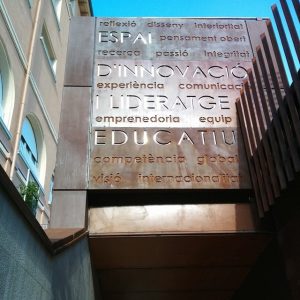 reflexió disseny interioritat
ESPAI pensament obert
recerca passió integritat
D'INNOVACIÓ
experiència comunicació
I LIDERATGE
emprenedoria equip
EDUCATIU
competència global
visió internacionalitat